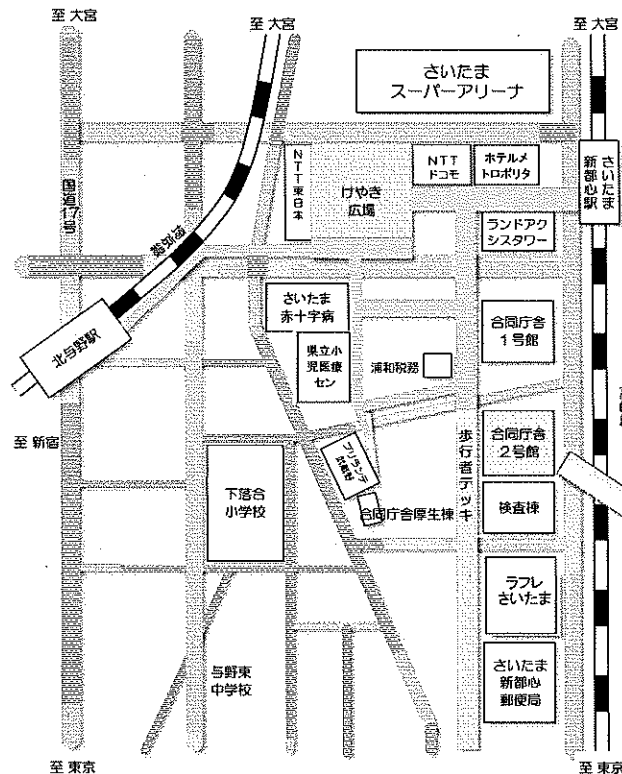 至 大宮
至 大宮
至 大宮
さいたま
スーパーアリーナ
国道17号
NTT東日本
けやき
広場
NTT
ドコモ
ホテルメ
トロポリタ
さいたま
新都心駅
埼京線
ランドアク
シスタワー
さいたま
赤十字病
県立小
児医療
セン
浦和税務
合同庁舎
1号館
北与野駅
至 新宿
合同庁舎
2号館
歩行者デッキ
ブリランテ
武蔵野
下落合
小学校
合同庁舎厚生棟
検査棟
ラフレ
さいたま
与野東
中学校
さいたま
新都心
郵便局
至 東京
至 東京